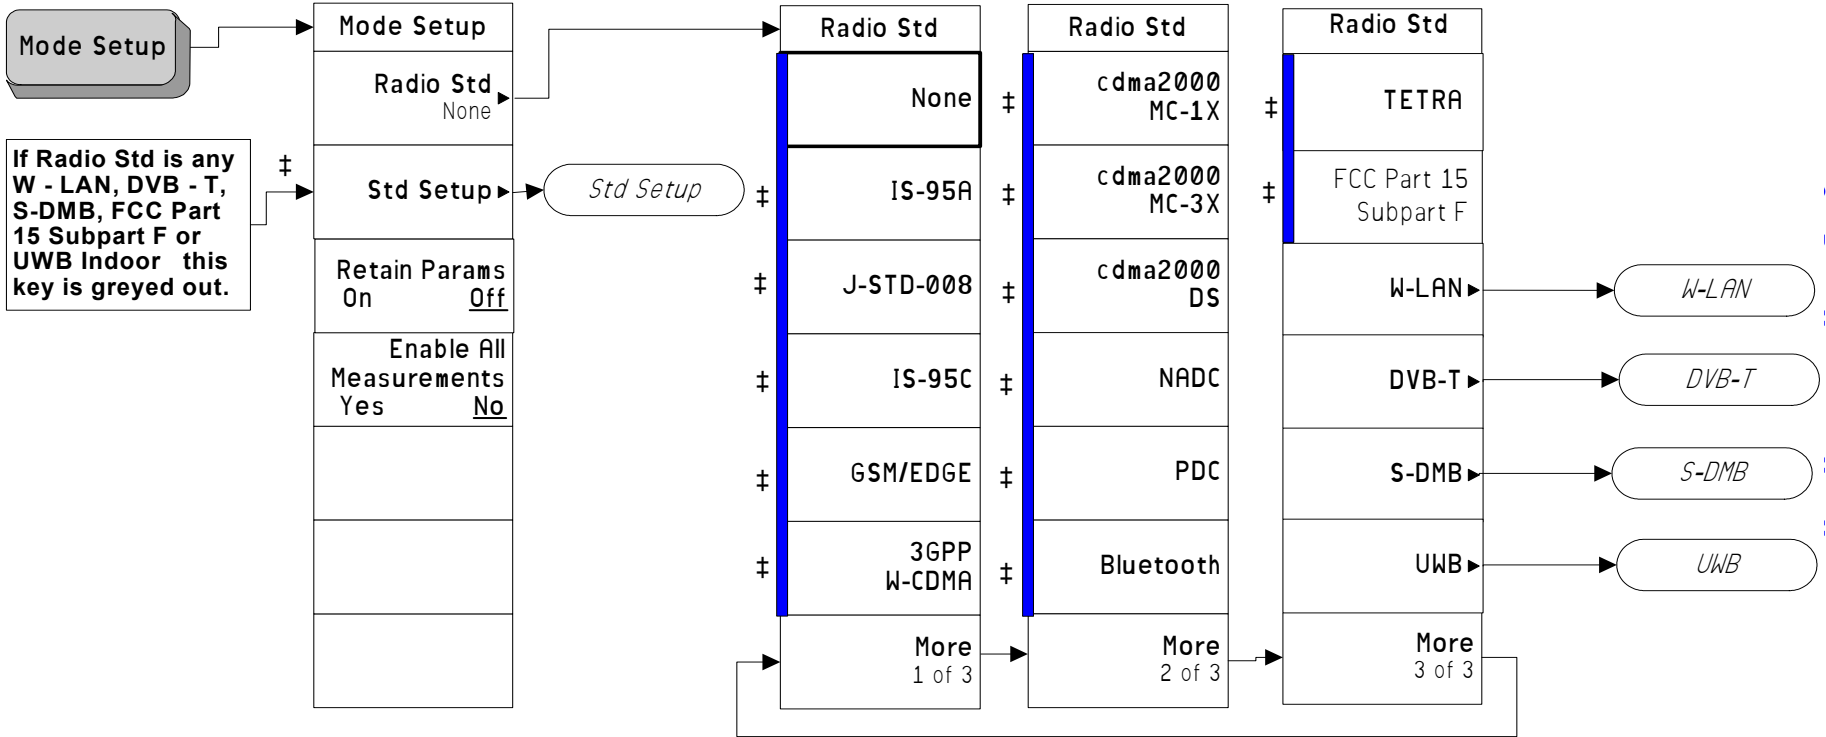 Mode Setup
If Radio Std is any
W - LAN, DVB - T,
S-DMB, FCC Part
15 Subpart F or
UWB Indoor this
key is greyed out.
‡
Mode Setup
Radio Std
None
Std Setup
Retain Params
On Off
Enable All
Measurements
Yes No
Std Setup
Radio Std
None
‡ IS-95A
‡ J-STD-008
‡ IS-95C
‡ GSM/EDGE
‡ 3GPP
W-CDMA
More
1 of 3
Radio Std
‡ cdma2000
MC-1X
‡ cdma2000
MC-3X
‡ cdma2000
DS
‡ NADC
‡ PDC
‡ Bluetooth
More
2 of 3
Radio Std
‡ TETRA
‡ FCC Part 15
Subpart F
W-LAN
DVB-T
S-DMB
UWB
More
3 of 3
W-LAN
DVB-T
S-DMB
UWB